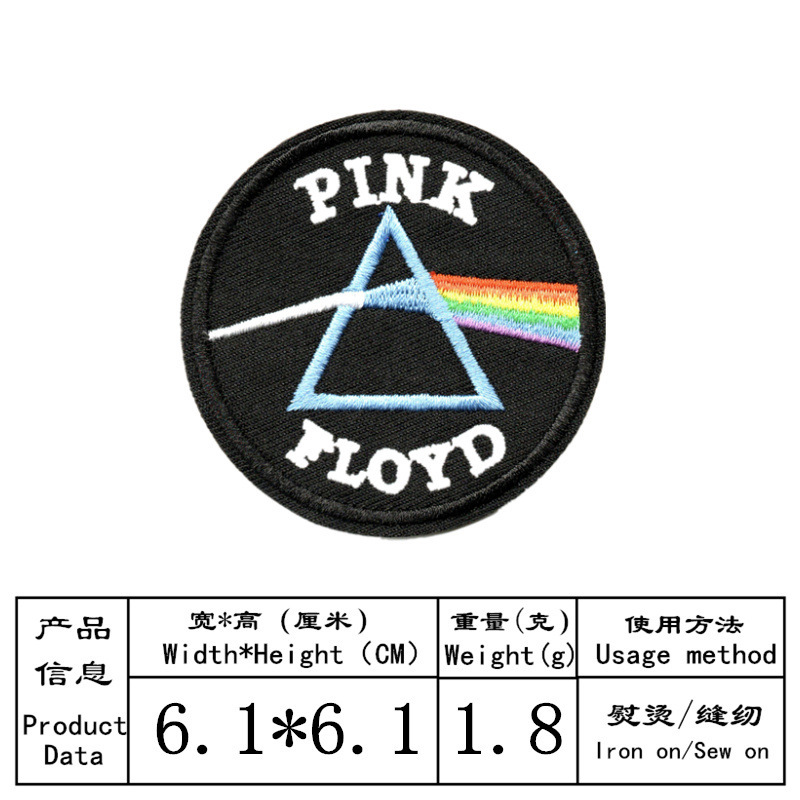 PINK
FLOYD
产品
信息
Product
Data
宽*高 (厘米)
Width*Height (CM)
重量(克)
Weight(g)
使用方法
Usage method
6.1*6.1
1.8
熨烫/缝纫
Iron on/Sew on